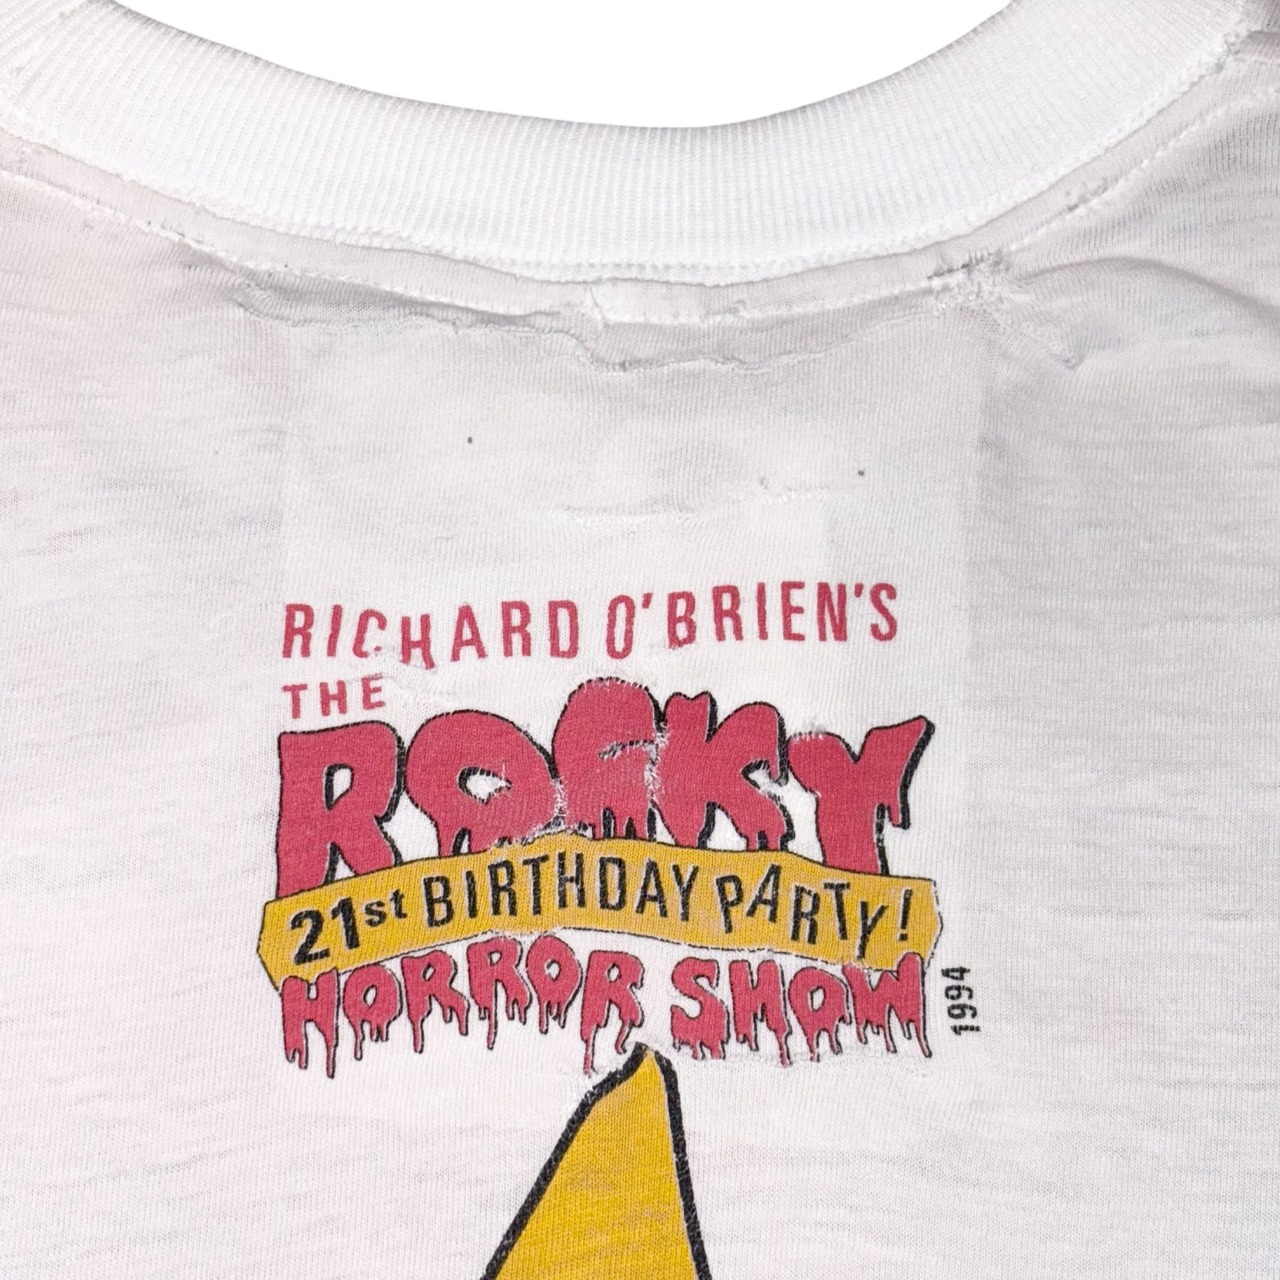 RICHARD O'BRIEN'S
THE
ROCKY
21st BIRTHDAY PARTY!
HORROR SHOW
1994